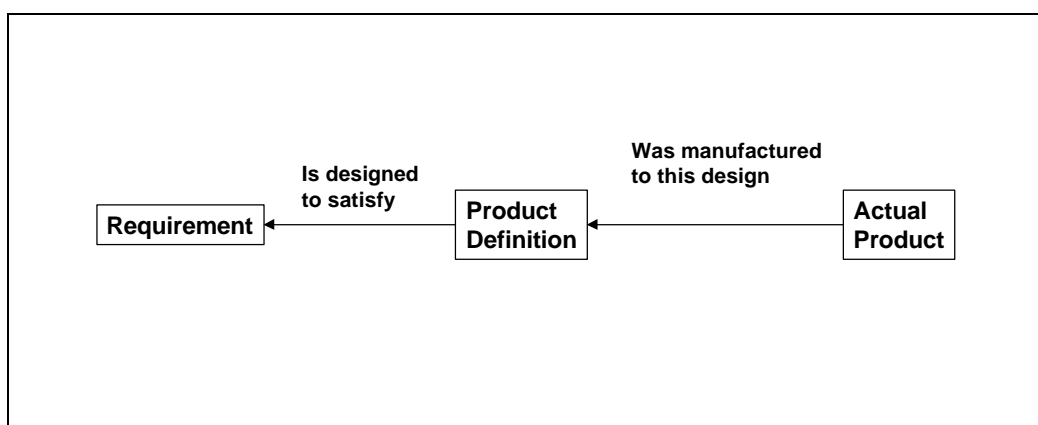 Is designed
to satisfy
Was manufactured
to this design
Requirement
Product
Definition
Actual
Product